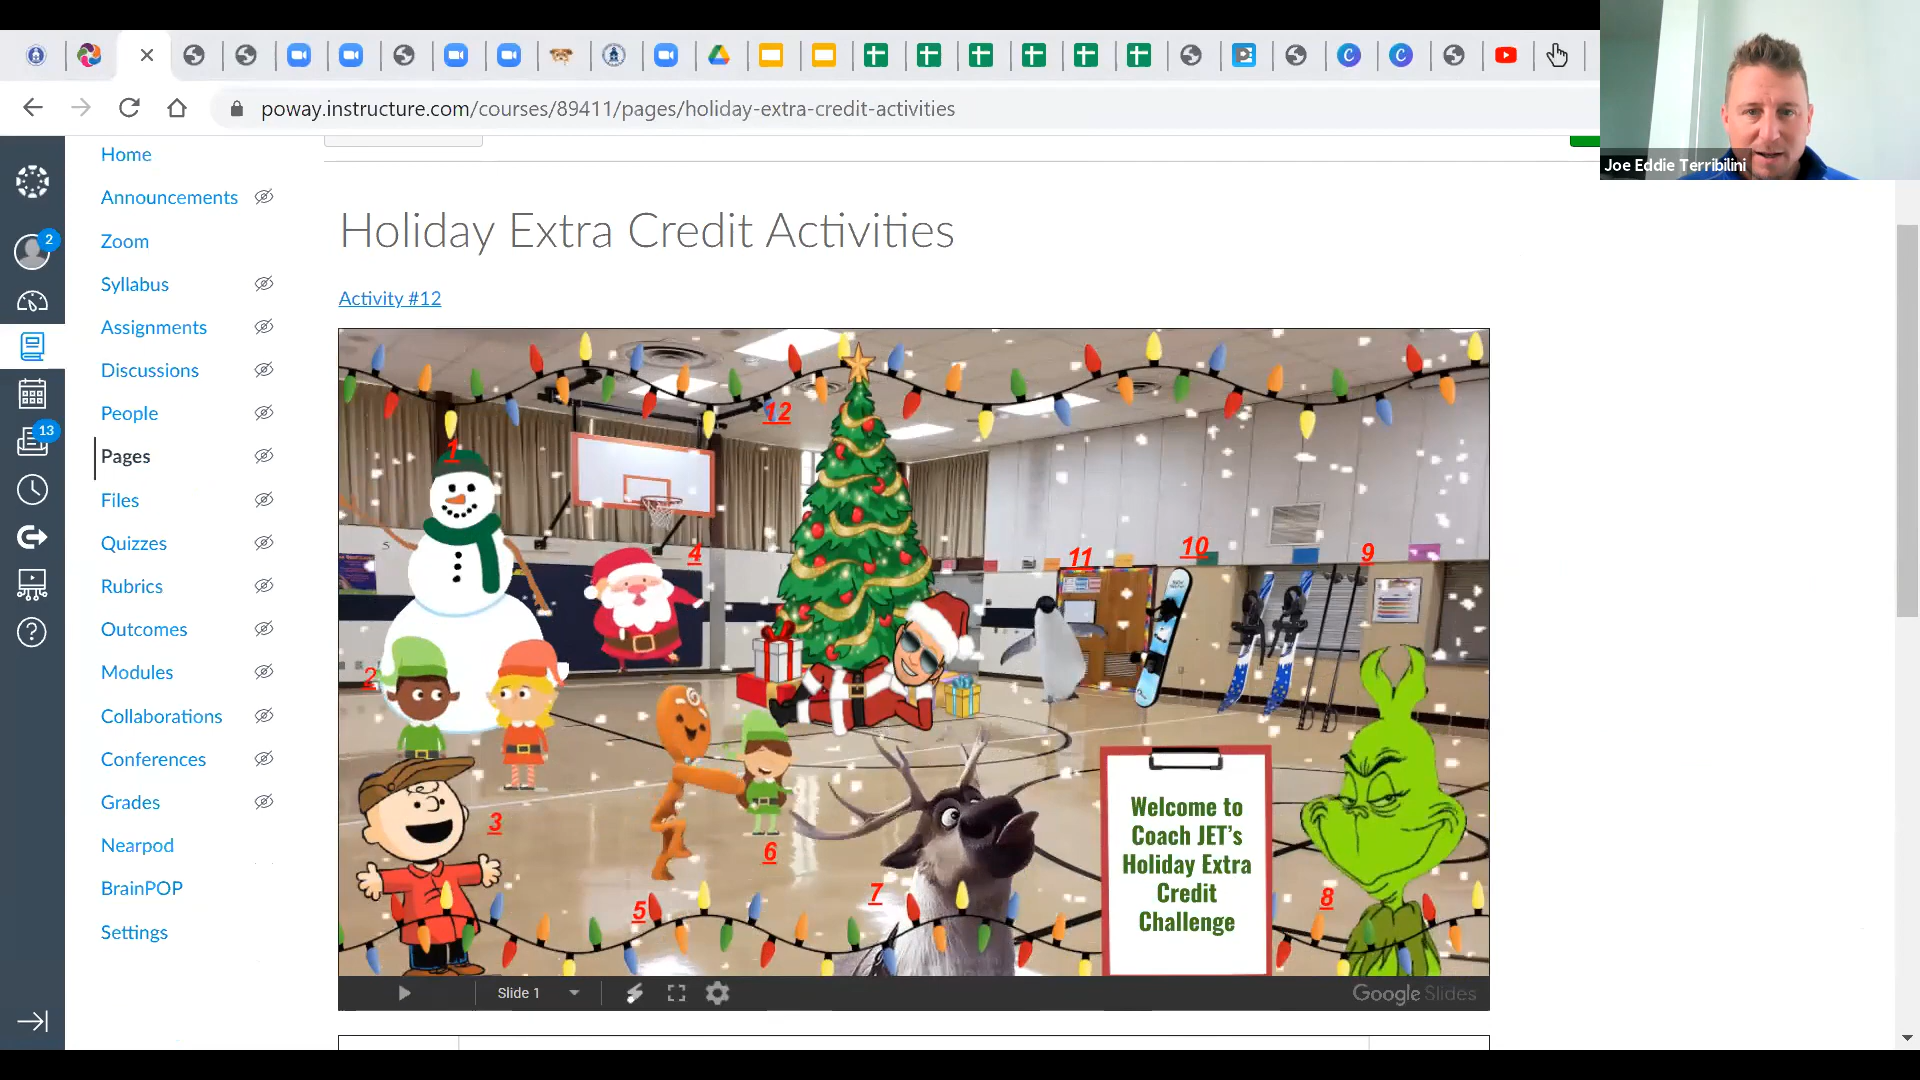 poway.instructure.com/courses/89411/pages/holiday-extra-credit-activities
Joe Eddie Terribilini
2
13
Home
Announcements
Zoom
Syllabus
Assignments
Discussions
People
Pages
Files
Quizzes
Rubrics
Outcomes
Modules
Collaborations
Conferences
Grades
Nearpod
BrainPOP
Settings
Holiday Extra Credit Activities
Activity #12
12
1
4
11
10
9
5
2
3
6
7
5
8
Welcome to
Coach JET's
Holiday Extra
Credit
Challenge
Slide 1
Google Slides